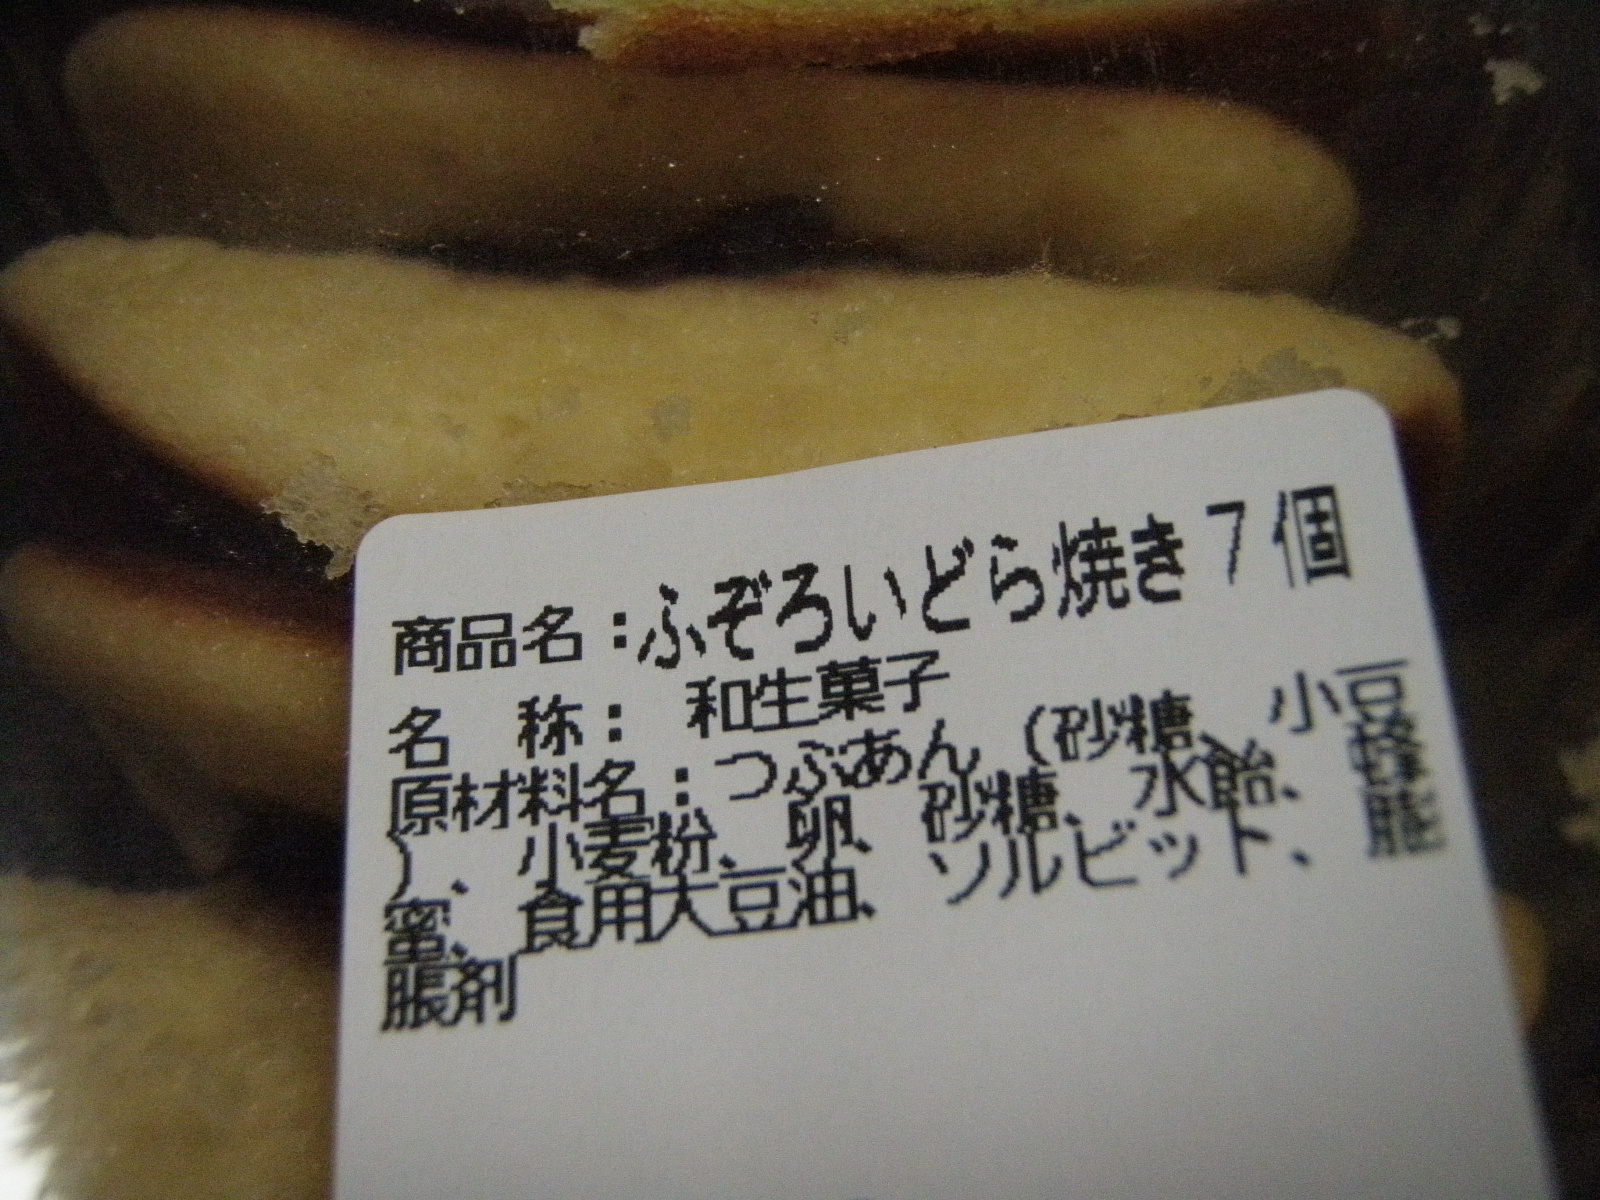 商品名：ふぞろいどら焼き７個
名　称：　和生菓子
原材料名：つぶあん（砂糖、小豆
）、小麦粉、卵、砂糖、水飴、蜂
蜜、食用大豆油、ソルビット、膨
脹剤